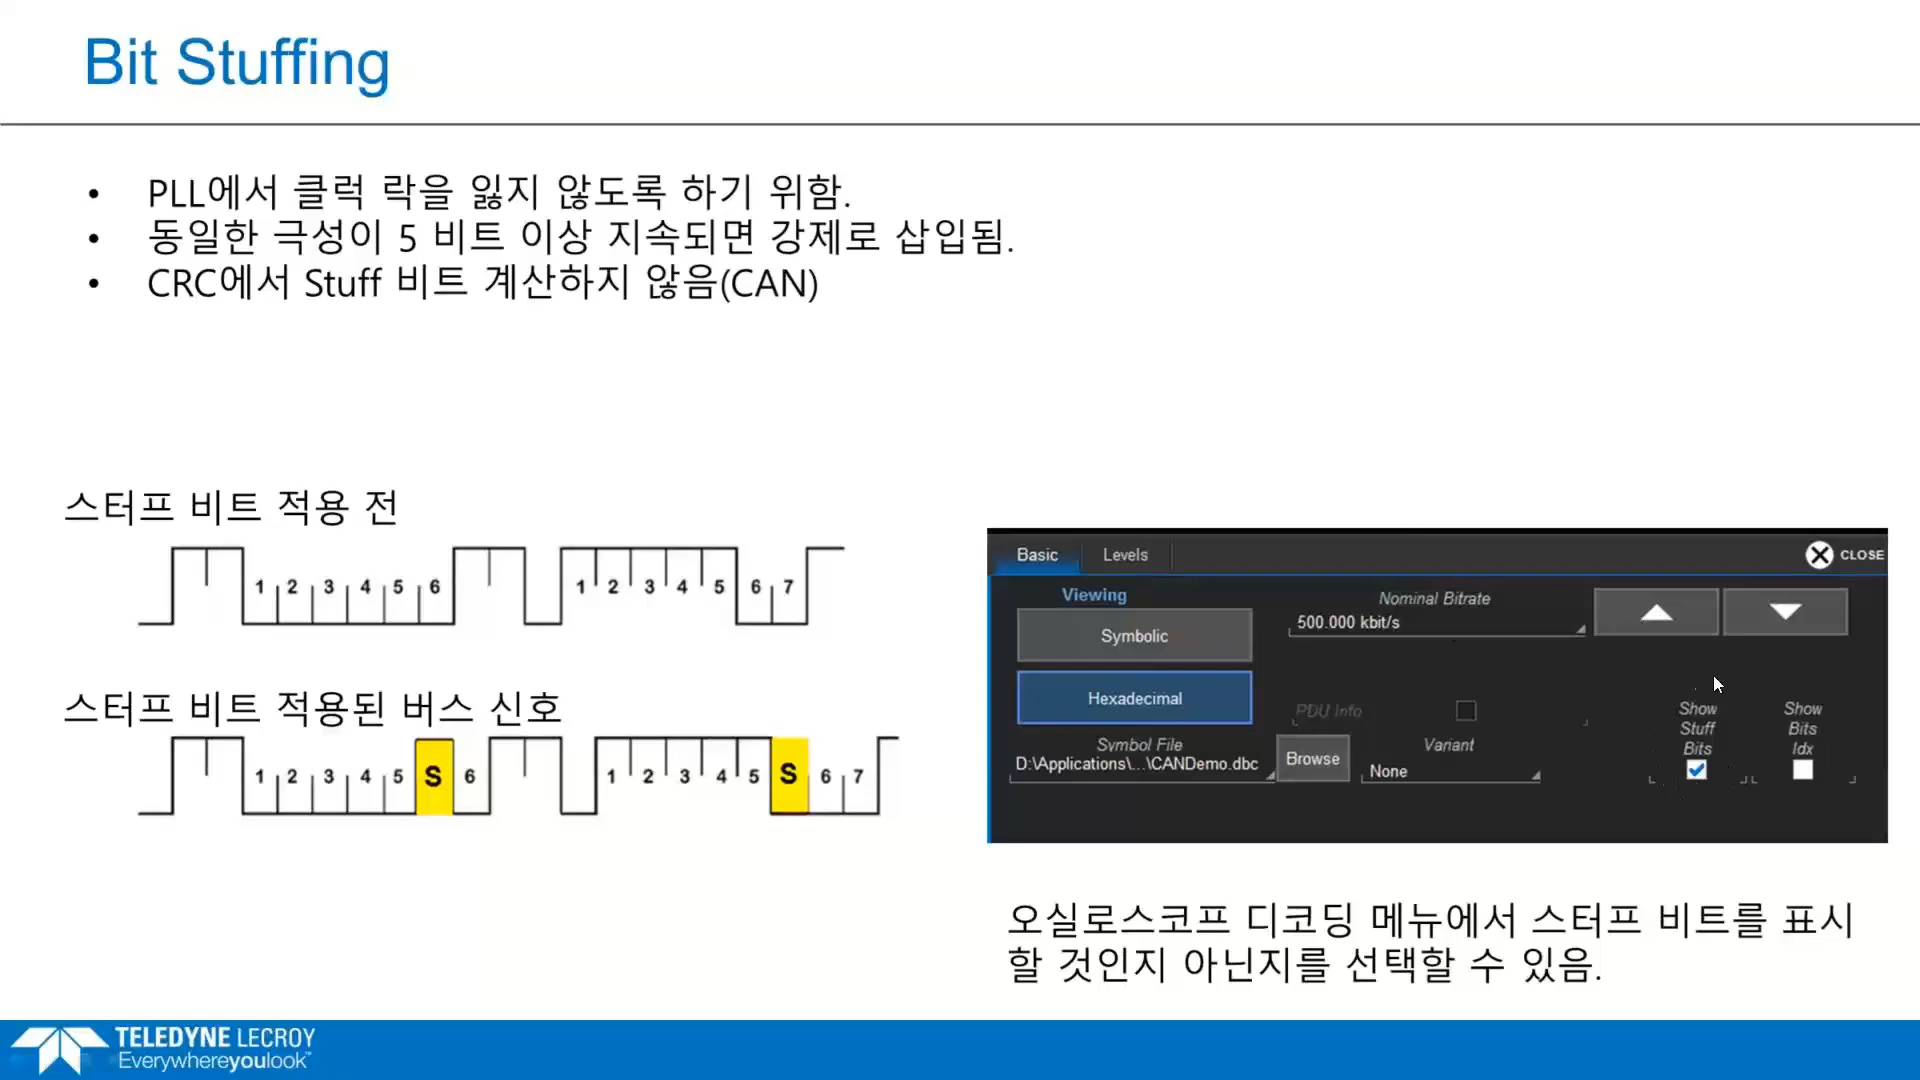 Bit Stuffing
• PLL에서 클럭 락을 잃지 않도록 하기 위함.
• 동일한 극성이 5 비트 이상 지속되면 강제로 삽입됨.
• CRC에서 Stuff 비트 계산하지 않음(CAN)
스터프 비트 적용 전
1 2 3 4 5 6 1 2 3 4 5 6 7
스터프 비트 적용된 버스 신호
1 2 3 4 5 S 6 1 2 3 4 5 S 6 7
Basic Levels CLOSE
Viewing
Symbolic
Hexadecimal
Nominal Bitrate
500.000 kbit/s
PDU Info
Symbol File
D:\Applications\...\CANDemo.dbc
Browse
Variant
None
Show
Stuff
Bits
Show
Bits
Idx
오실로스코프 디코딩 메뉴에서 스터프 비트를 표시
할 것인지 아닌지를 선택할 수 있음.
TELEDYNE LECROY
Everywhereyoulook™